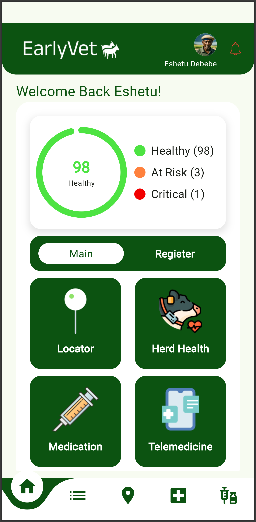 EarlyVet
Eshetu Debebe
Welcome Back Eshetu!
98
Healthy
Healthy (98)
At Risk (3)
Critical (1)
Main
Register
Locator
Herd Health
Medication
Telemedicine